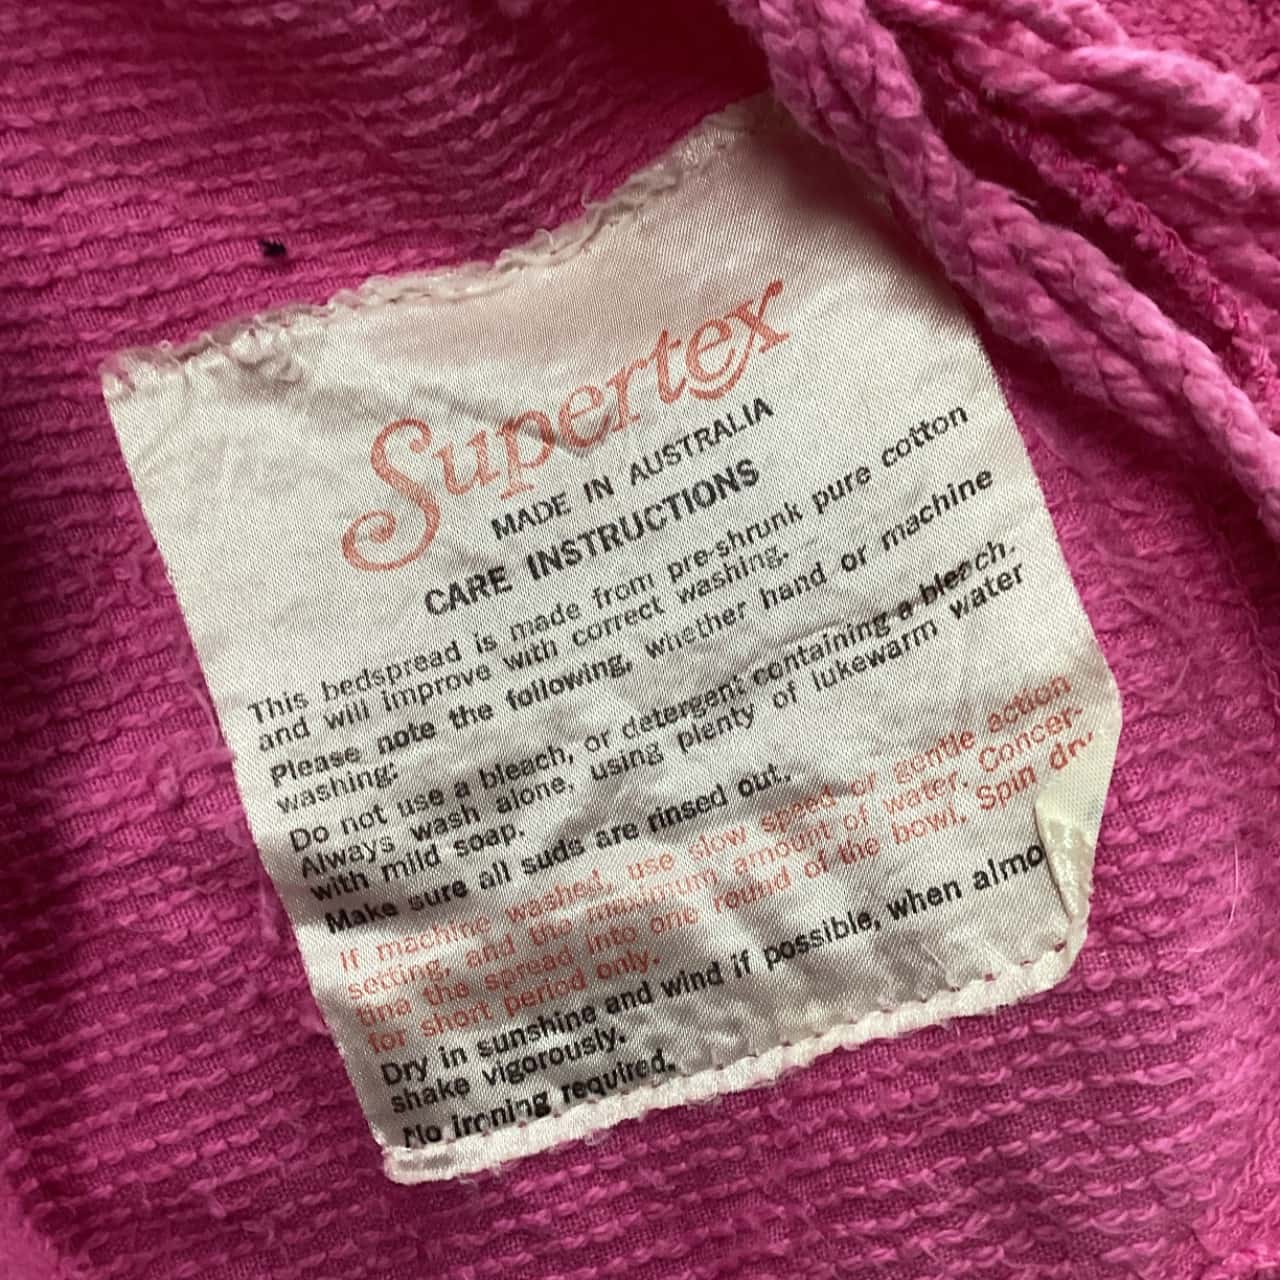 Supertex
MADE IN AUSTRALIA
CARE INSTRUCTIONS
This bedspread is made from pre-shrunk pure cotton
and will improve with correct washing.
Please note the following, whether hand or machine
washing:
Do not use a bleach, or detergent containing a bleach.
Always wash alone, using plenty of lukewarm water
with mild soap.
Make sure all suds are rinsed out.
If machine washed, use slow speed or gentle action
setting, and the maximum amount of water. Concer-
tina the spread into one round of the bowl. Spin dr
for short period only.
Dry in sunshine and wind if possible, when almo
shake vigorously.
No ironing required.